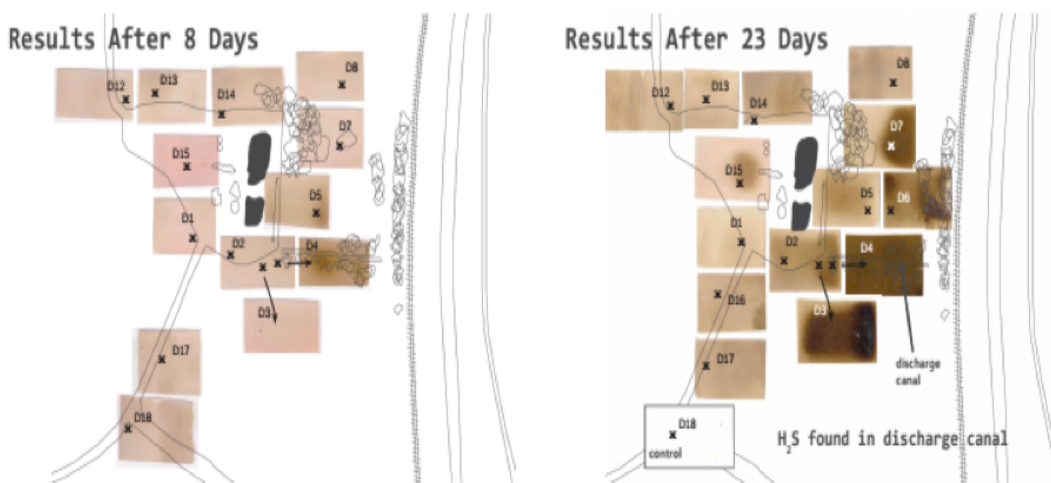 Results After 8 Days
D8
D12
D13
D14
D7
D15
D5
D1
D2
D4
D3
D17
D18
Results After 23 Days
D8
D12
D13
D14
D7
D15
D5
D6
D1
D2
D4
D16
D3
D17
discharge
canal
D18
control
H₂S found in discharge canal